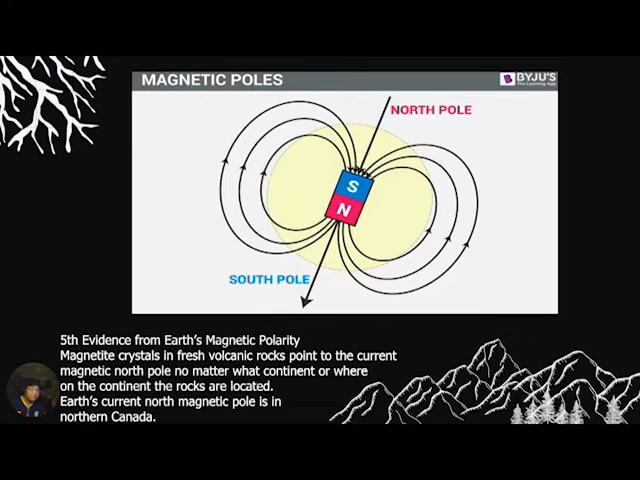 MAGNETIC POLES
BYJU'S
The Learning App
NORTH POLE
S
N
SOUTH POLE
5th Evidence from Earth's Magnetic Polarity
Magnetite crystals in fresh volcanic rocks point to the current
magnetic north pole no matter what continent or where
on the continent the rocks are located.
Earth's current north magnetic pole is in
northern Canada.